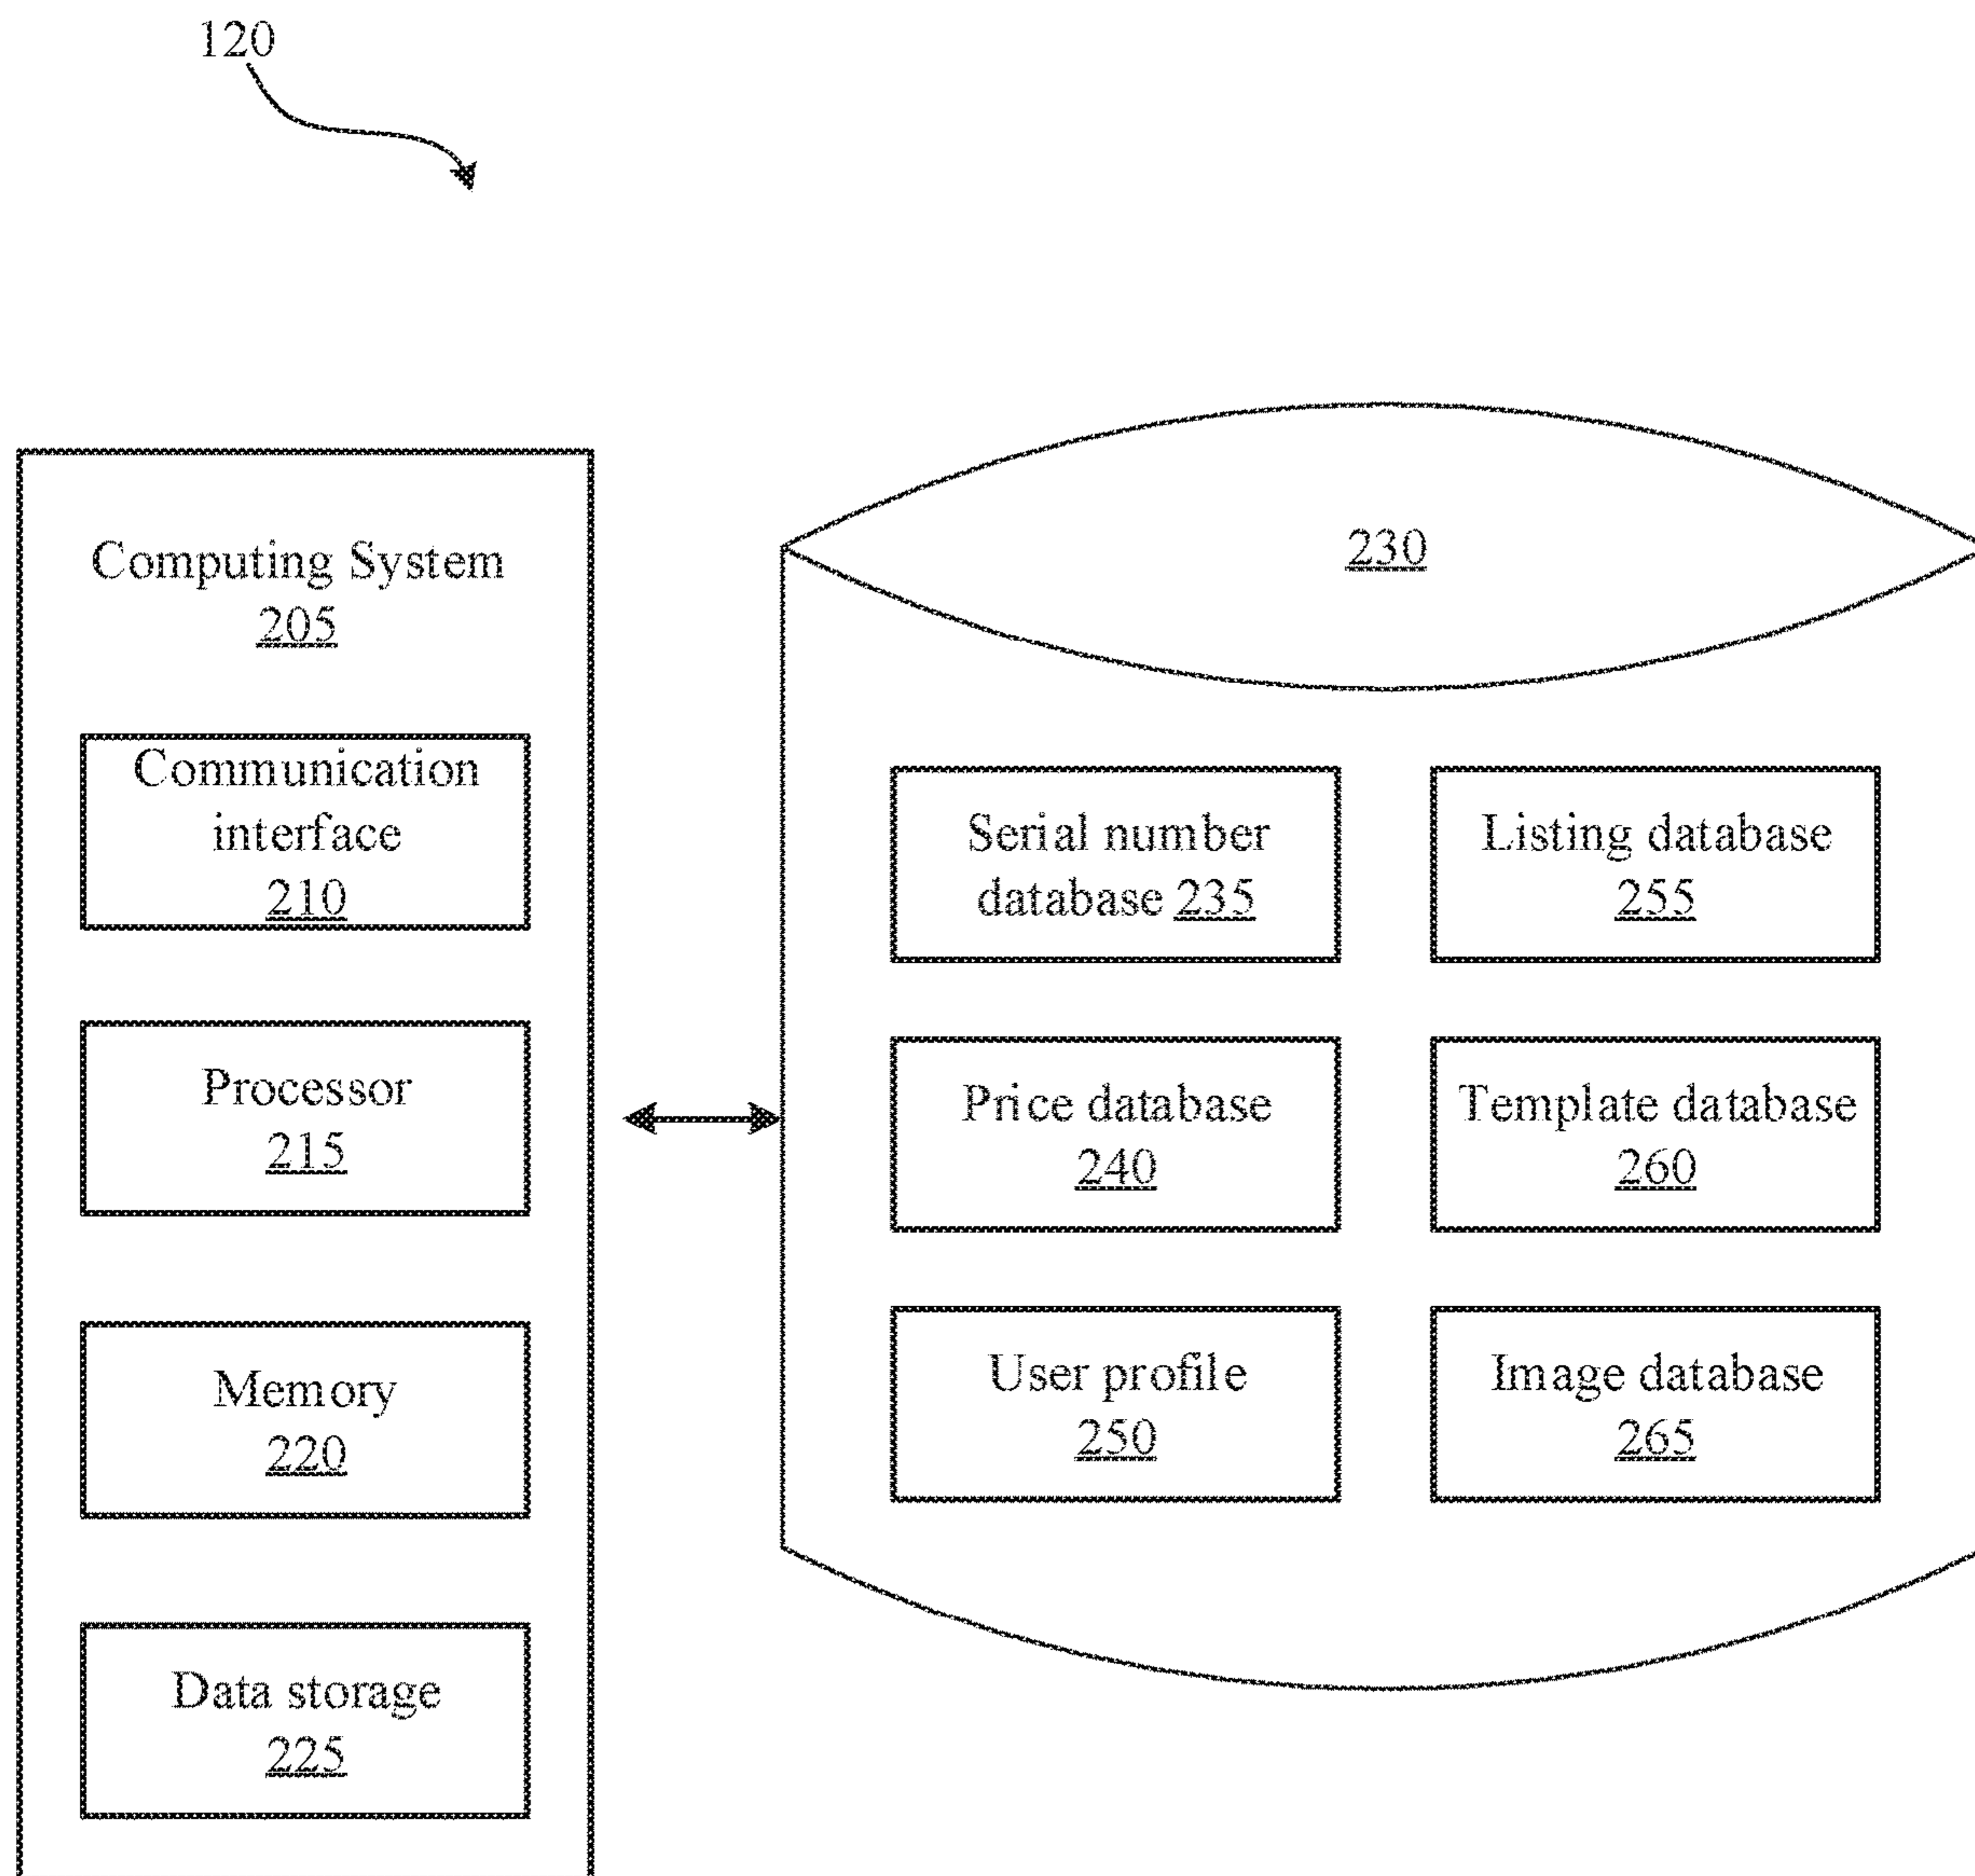 120
Computing System
205
Communication
interface
210
Processor
215
Memory
220
Data storage
225
230
Serial number
database 235
Listing database
255
Price database
240
Template database
260
User profile
250
Image database
265